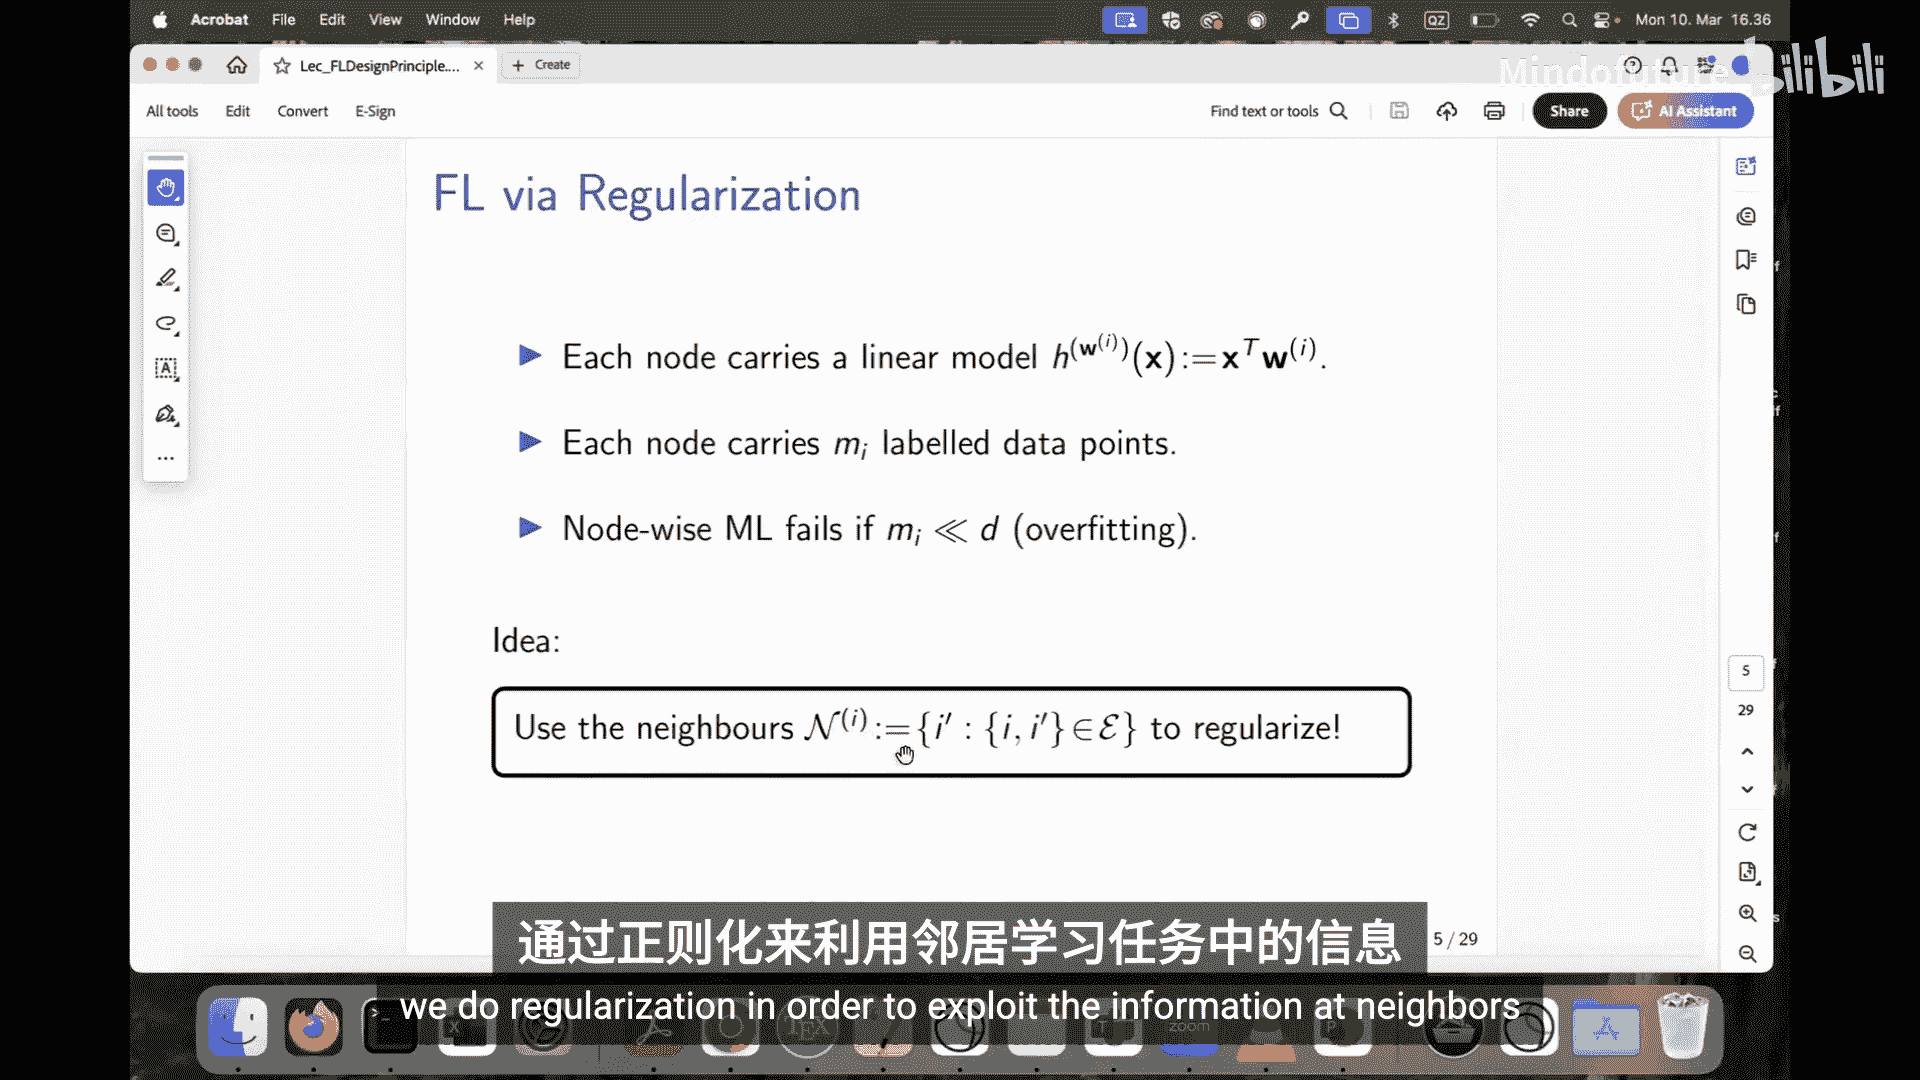 Acrobat File Edit View Window Help QZ Mon 10. Mar 16.36
Mindofuture bilibili
Lec_FLDesignPrinciple.... Create
All tools Edit Convert E-Sign Find text or tools Share AI Assistant
FL via Regularization
Each node carries a linear model h^(w^(i))(x):=x^T w^(i).
Each node carries m_i labelled data points.
Node-wise ML fails if m_i ≪ d (overfitting).
Idea:
Use the neighbours 𝒩^(i):={i′ : {i, i′}∈ℰ} to regularize!
5
29
通过正则化来利用邻居学习任务中的信息
5 / 29
we do regularization in order to exploit the information at neighbors
zoom